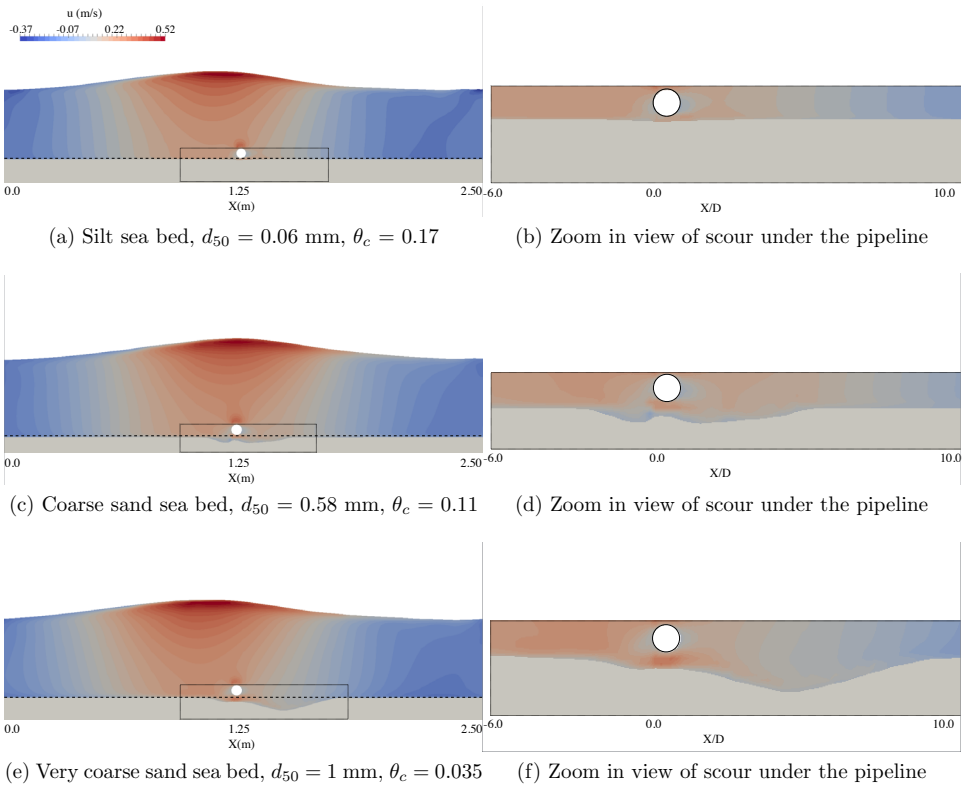 u (m/s)
-0.37 -0.07 0.22 0.52
0.0 1.25 2.50
X(m)
-6.0 0.0 10.0
X/D
(a) Silt sea bed, d50 = 0.06 mm, θc = 0.17
(b) Zoom in view of scour under the pipeline
0.0 1.25 2.50
X(m)
-6.0 0.0 10.0
X/D
(c) Coarse sand sea bed, d50 = 0.58 mm, θc = 0.11
(d) Zoom in view of scour under the pipeline
0.0 1.25 2.50
X(m)
-6.0 0.0 10.0
X/D
(e) Very coarse sand sea bed, d50 = 1 mm, θc = 0.035
(f) Zoom in view of scour under the pipeline